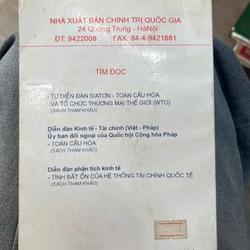 NHÀ XUẤT BẢN CHÍNH TRỊ QUỐC GIA
24 Quang Trung - HàNội
ĐT: 9422008 FAX: 84-4-9421881
TÌM ĐỌC
- TỪ DIỄN ĐÀN SIATƠN - TOÀN CẦU HÓA
VÀ TỔ CHỨC THƯƠNG MẠI THẾ GIỚI (WTO)
(SÁCH THAM KHẢO)
Diễn đàn Kinh tế - Tài chính (Việt - Pháp)
Ủy ban đối ngoại của Quốc hội Cộng hòa Pháp
- TOÀN CẦU HÓA
(SÁCH THAM KHẢO)
Diễn đàn phân tích kinh tế
- TÍNH BẤT ỔN CỦA HỆ THỐNG TÀI CHÍNH QUỐC TẾ
(SÁCH THAM KHẢO)